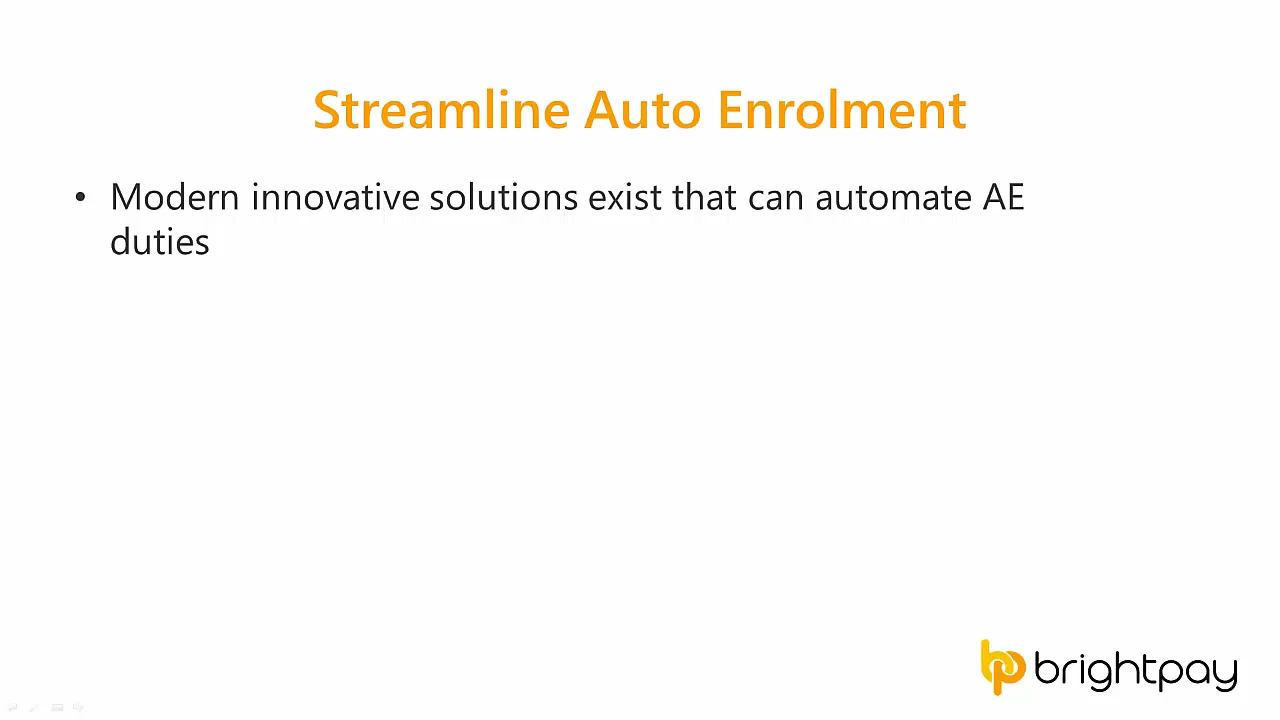 Streamline Auto Enrolment
• Modern innovative solutions exist that can automate AE
duties
brightpay